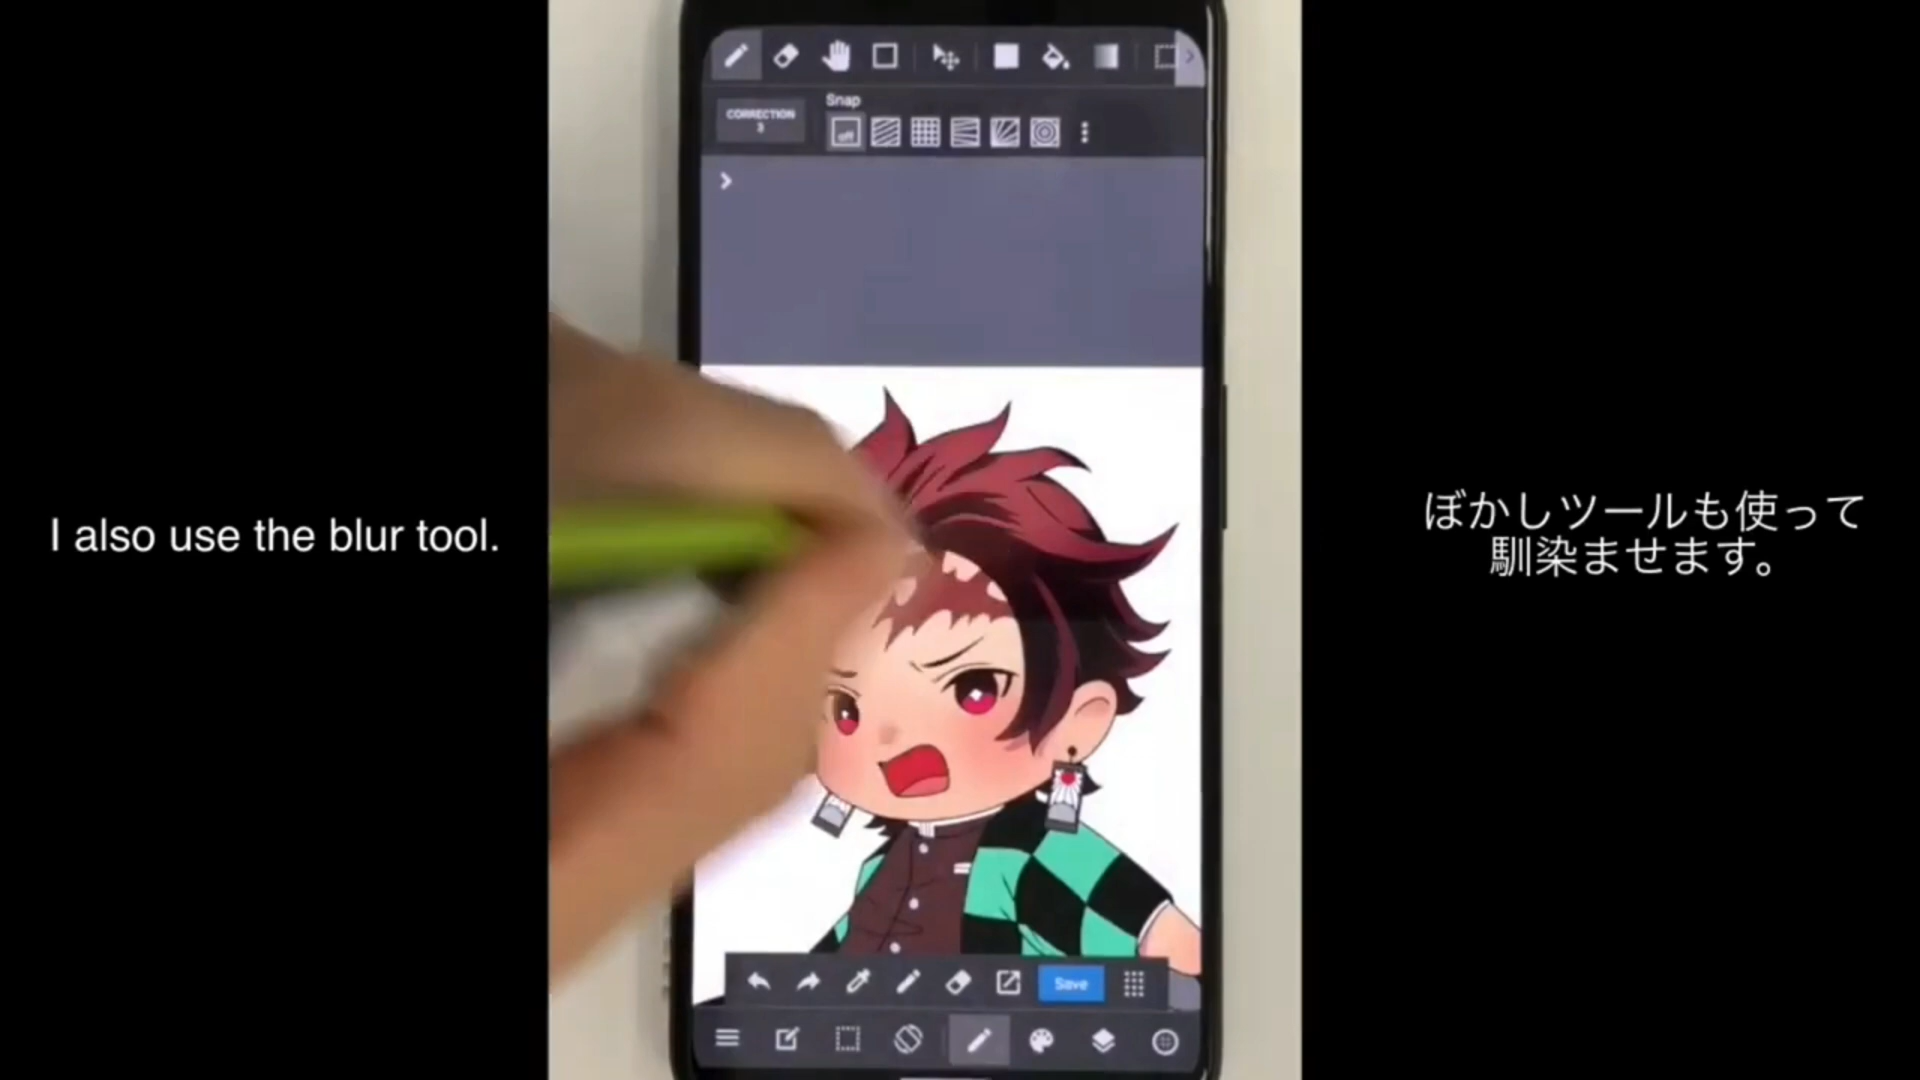 CORRECTION
3
Snap
off
I also use the blur tool.
ぼかしツールも使って
馴染ませます。
Save